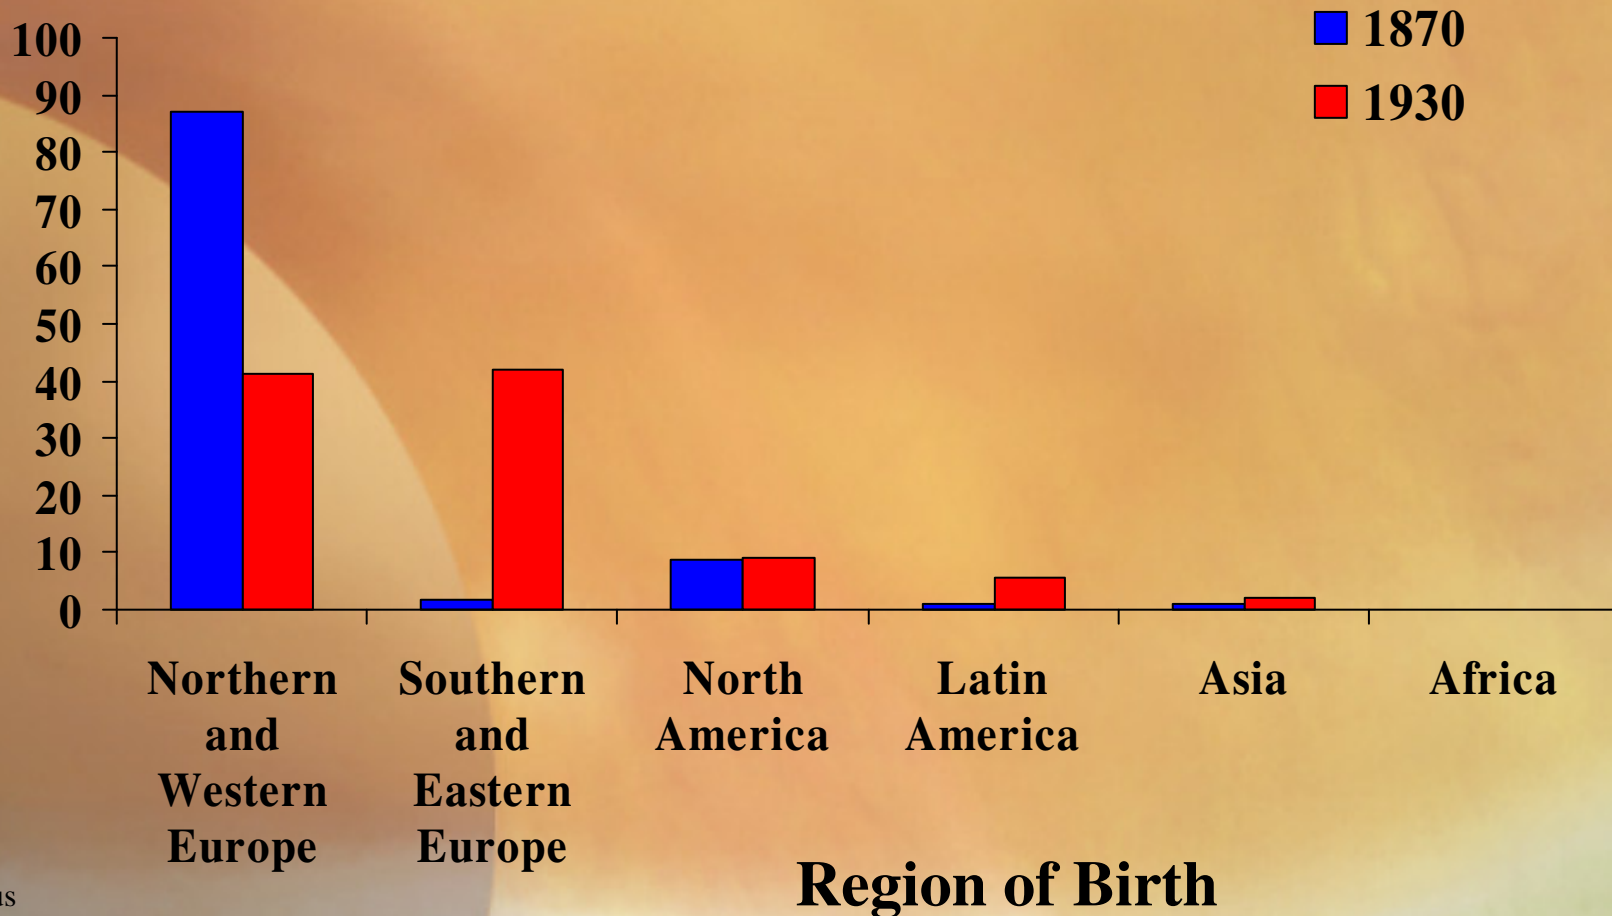 1870
1930
100
90
80
70
60
50
40
30
20
10
0
Northern and Western Europe
Southern and Eastern Europe
North America
Latin America
Asia
Africa
Region of Birth